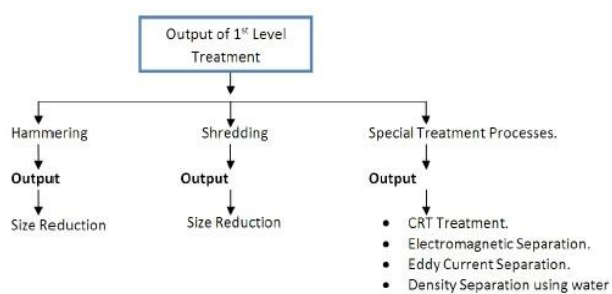 Output of 1st Level
Treatment
Hammering
Shredding
Special Treatment Processes.
Output
Output
Output
Size Reduction
Size Reduction
• CRT Treatment.
• Electromagnetic Separation.
• Eddy Current Separation.
• Density Separation using water